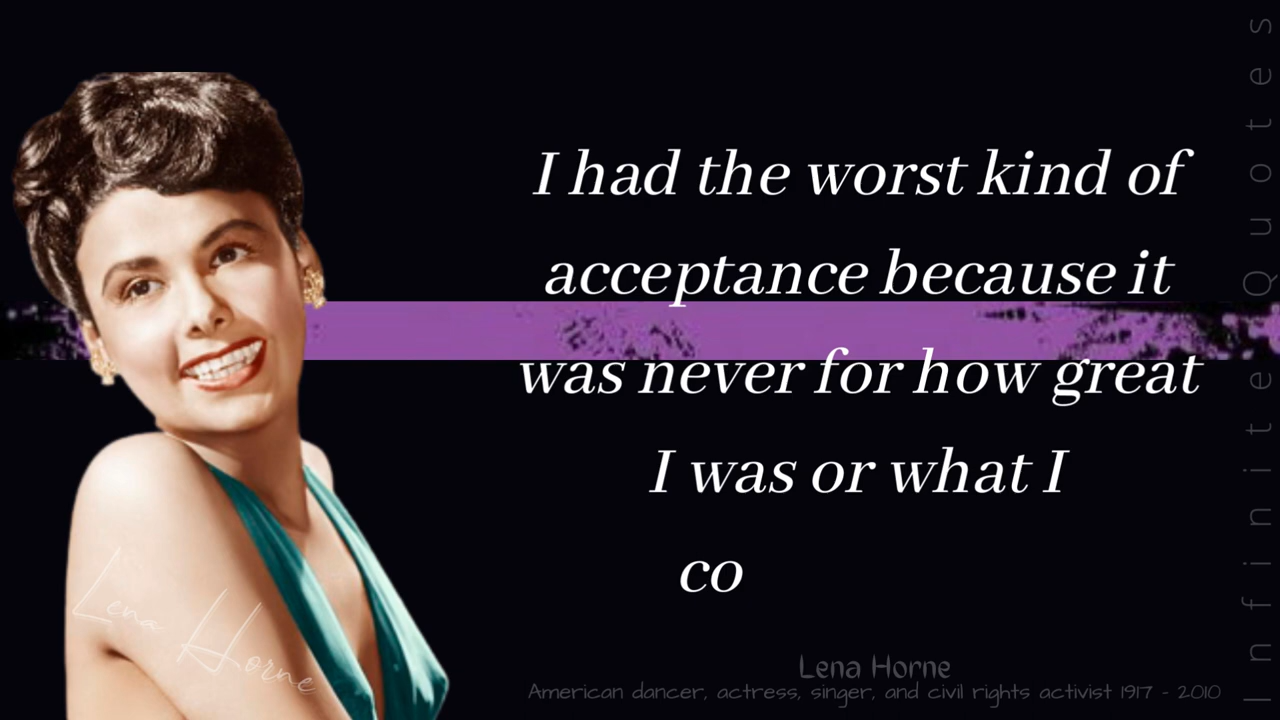 I had the worst kind of
acceptance because it
was never for how great
I was or what I
co
Lena Horne
American dancer, actress, singer, and civil rights activist 1917 - 2010
Lena Horne
Infinite Quotes